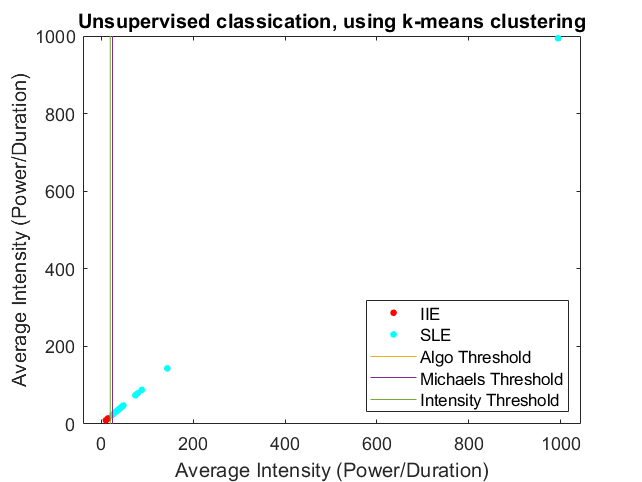 Unsupervised classication, using k-means clustering
1000
800
600
400
200
0
Average Intensity (Power/Duration)
IIE
SLE
Algo Threshold
Michaels Threshold
Intensity Threshold
0 200 400 600 800 1000
Average Intensity (Power/Duration)